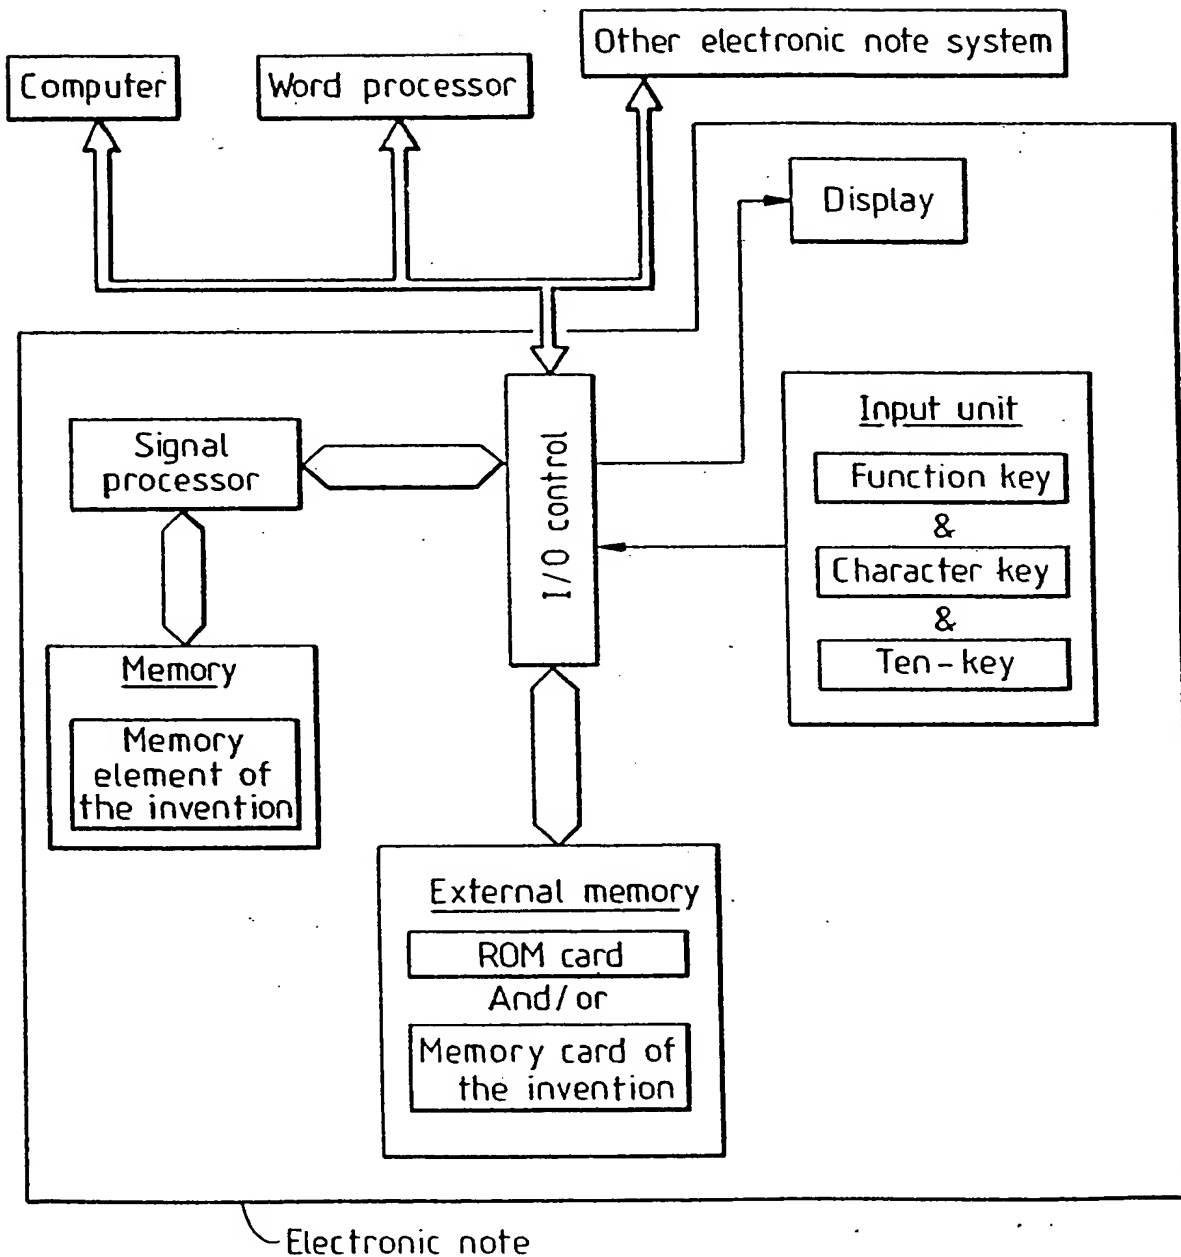 Other electronic note system
Computer
Word processor
Display
Input unit
Function key
&
Character key
&
Ten-key
Signal
processor
I/O control
Memory
Memory
element of
the invention
External memory
ROM card
And/or
Memory card of
the invention
Electronic note